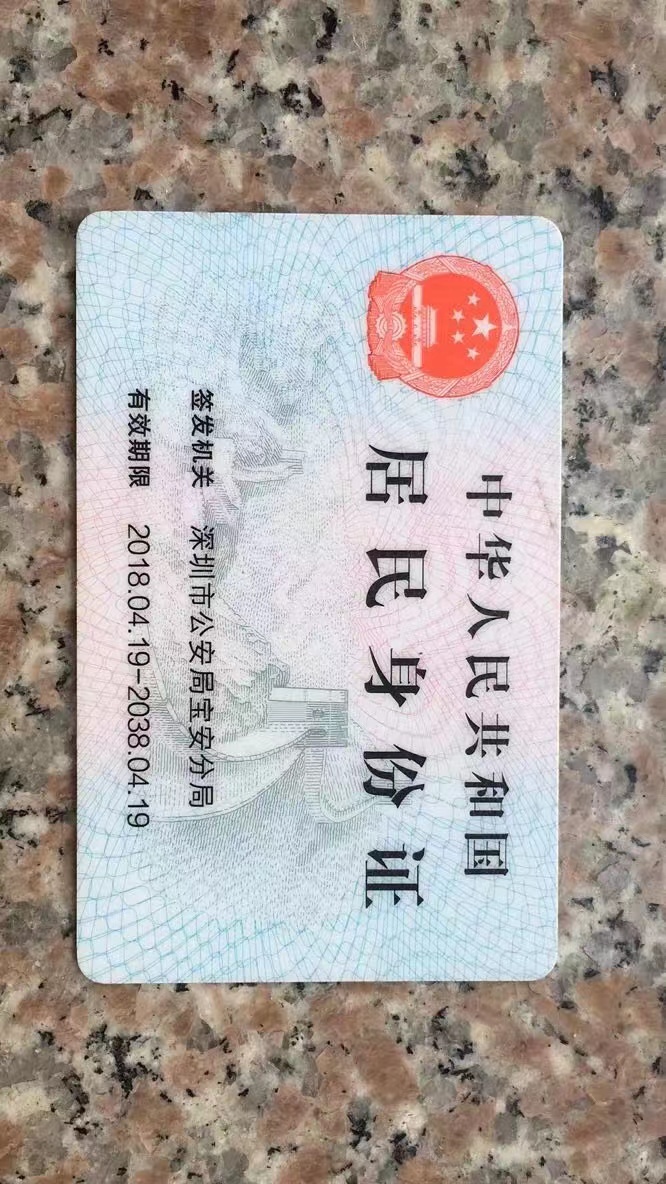 中华人民共和国
居民身份证
签发机关 深圳市公安局宝安分局
有效期限 2018.04.19-2038.04.19